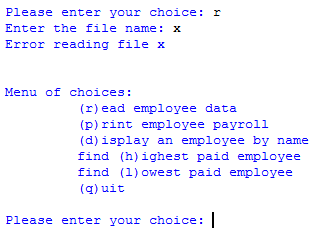 Please enter your choice: r
Enter the file name: x
Error reading file x
Menu of choices:
(r)ead employee data
(p)rint employee payroll
(d)isplay an employee by name
find (h)ighest paid employee
find (l)owest paid employee
(q)uit
Please enter your choice: